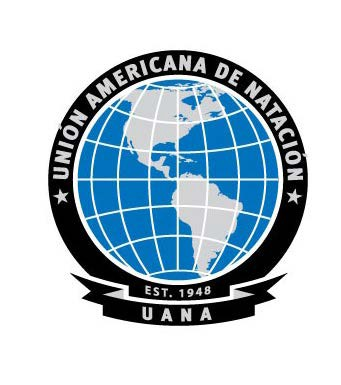 UNIÓN AMERICANA DE NATACIÓN
EST. 1948
UANA